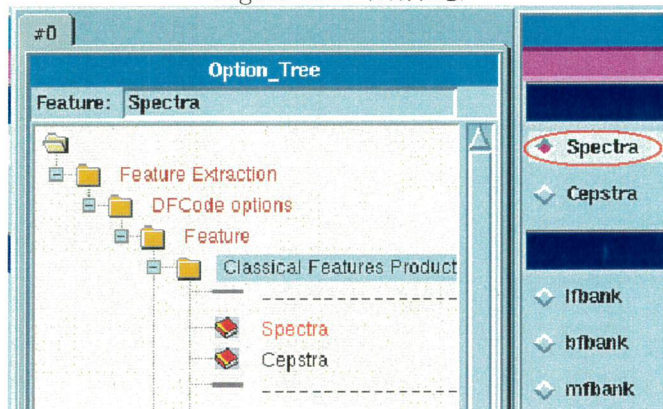 #0
Option_Tree
Feature: Spectra
Feature Extraction
DFCode options
Feature
Classical Features Product
Spectra
Cepstra
Spectra
Cepstra
lfbank
bfbank
mfbank